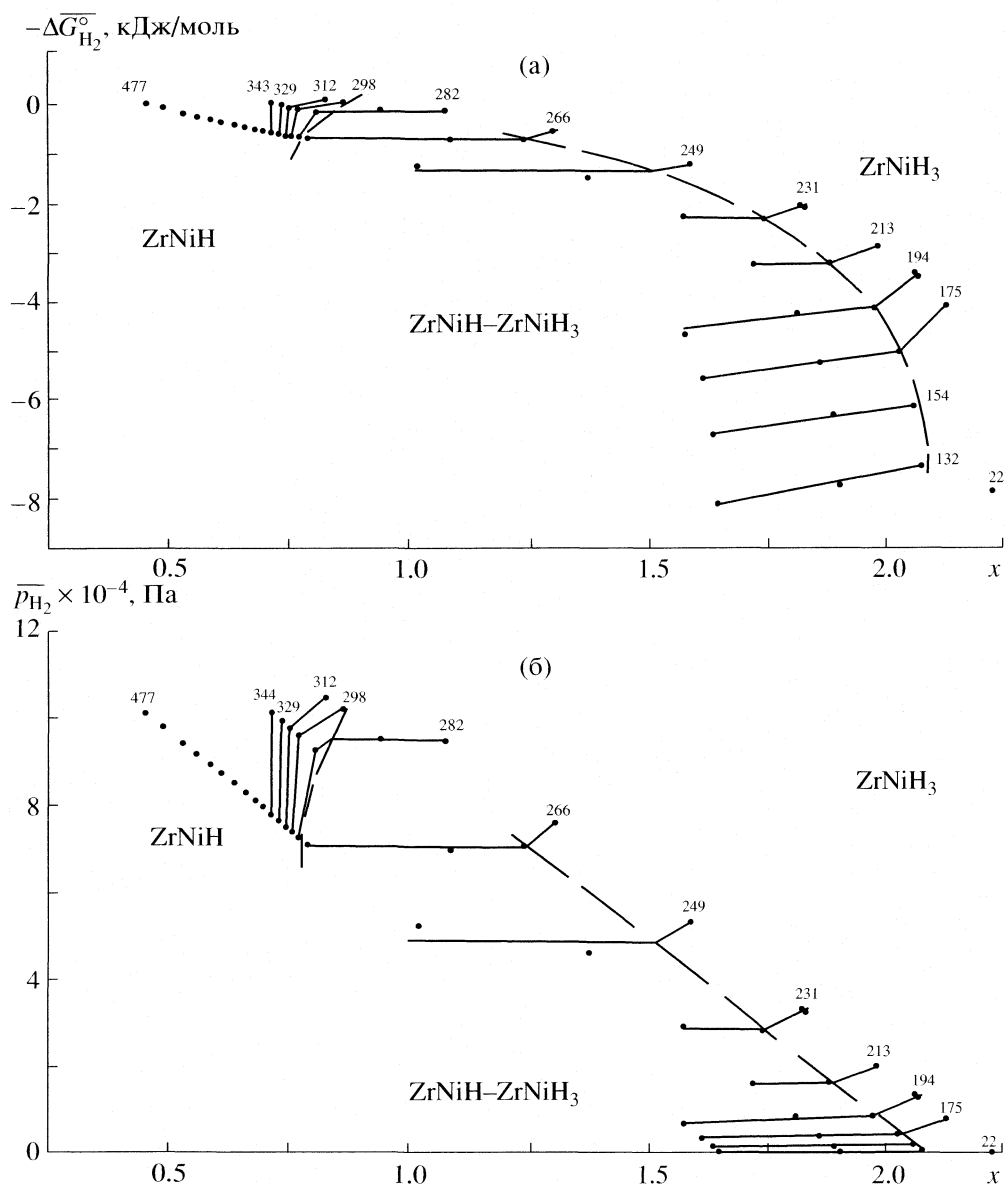 −ΔG̅°H₂, кДж/моль
(а)
477
343 329 312 298 282
266
249
231
213
194
175
154
132
22
0
−2
−4
−6
−8
ZrNiH
ZrNiH–ZrNiH₃
ZrNiH₃
0.5 1.0 1.5 2.0 x
p̅H₂ × 10⁻⁴, Па
(б)
12
8
4
0
477
344 329 312 298 282
266
249
231
213
194
175
22
ZrNiH
ZrNiH–ZrNiH₃
ZrNiH₃
0.5 1.0 1.5 2.0 x